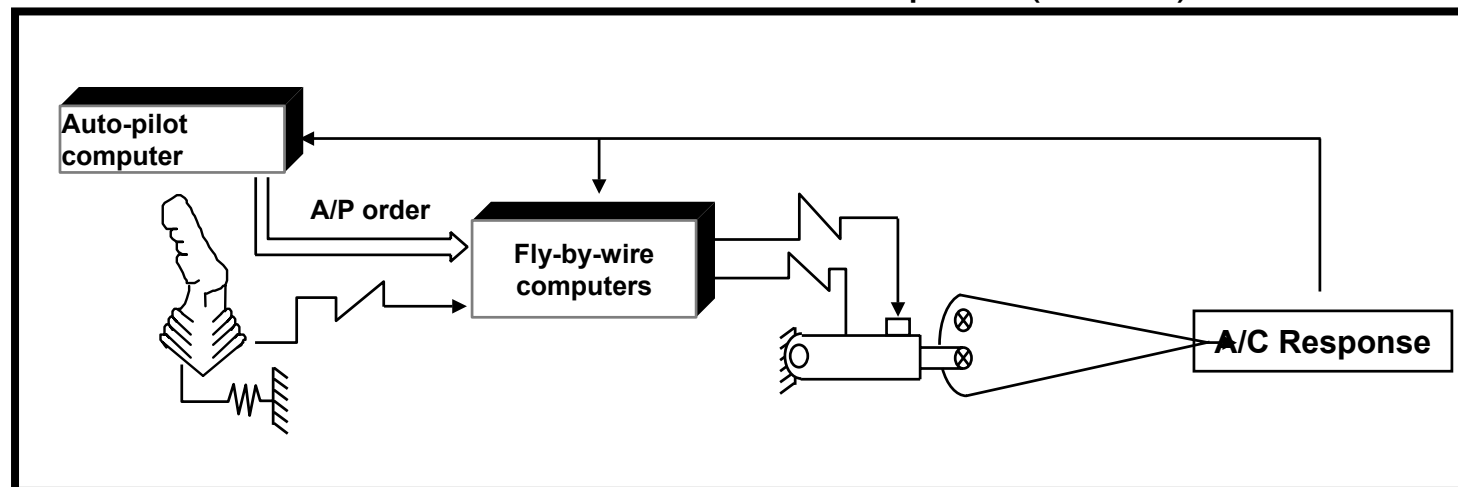 Auto-pilot
computer
A/P order
Fly-by-wire
computers
A/C Response